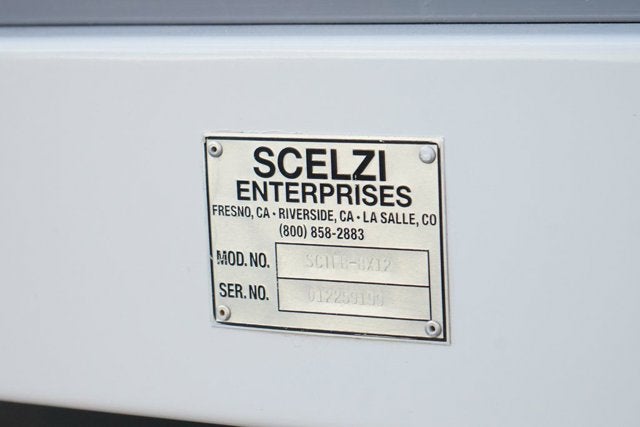 SCELZI
ENTERPRISES
FRESNO, CA • RIVERSIDE, CA • LA SALLE, CO
(800) 858-2883
MOD. NO.
SER. NO.